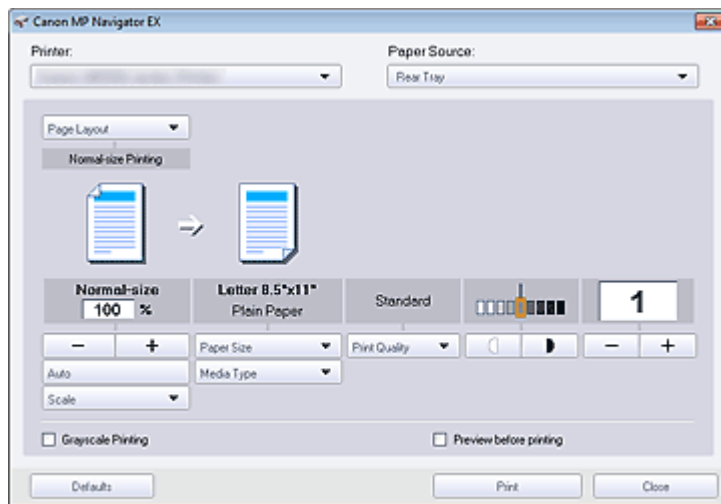 Canon MP Navigator EX
Printer:
Paper Source:
Rear Tray
Page Layout
Normal-size Printing
Normal-size
100 %
Letter 8.5"x11"
Plain Paper
Standard
1
Paper Size
Print Quality
Auto
Media Type
Scale
Grayscale Printing
Preview before printing
Defaults
Print
Close